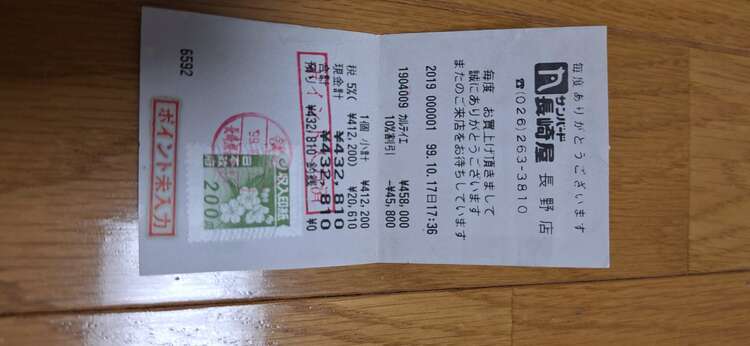 毎度ありがとうございます
サンバード
長崎屋 長野店
☎(026)263-3810
毎度 お買上げ頂きまして
誠にありがとうございます
またのご来店をお待ちしています
2019 000001 99.10.17日17:36
1904009 カルティエ ¥458,000
10%割引 -¥45,800
1個 小計 ¥412,200
税 5%( ¥412,200) ¥20,610
現金計 ¥432,810
合計 ¥432,810
預り ¥432,810 ¥0
収入印紙
日本政府
200
ポイント未入力
6592